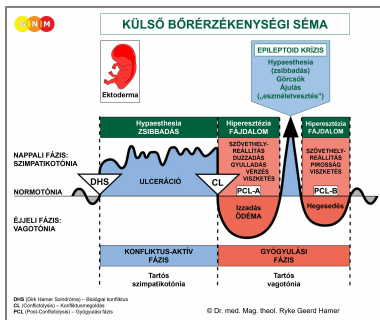 GNM
KÜLSŐ BŐRÉRZÉKENYSÉGI SÉMA
Ektoderma
EPILEPTOID KRÍZIS
Hypaesthesia
(zsibbadás)
Görcsök
Ájulás
(„eszméletvesztés”)
Hypaesthesia
ZSIBBADÁS
Hiperesztézia
FÁJDALOM
Hiperesztézia
FÁJDALOM
NAPPALI FÁZIS:
SZIMPATIKOTÓNIA
SZÖVETHELY-
REÁLLÍTÁS
DUZZADÁS
GYULLADÁS
VÉRZÉS
VISZKETÉS
SZÖVETHELY-
REÁLLÍTÁS
PIROSSÁG
VISZKETÉS
DHS
ULCERÁCIÓ
CL
PCL-A
PCL-B
NORMOTÓNIA
Izzadás
ÖDÉMA
Hegesedés
ÉJJELI FÁZIS:
VAGOTÓNIA
KONFLIKTUS-AKTÍV
FÁZIS
GYÓGYULÁSI
FÁZIS
Tartós
szimpatikotónia
Tartós
vagotónia
DHS (Dirk Hamer Szindróma) – Biológiai konfliktus
CL (Conflictolysis) – Konfliktusmegoldás
PCL (Post-Conflictolysis) – Gyógyulási fázis
© Dr. med. Mag. theol. Ryke Geerd Hamer